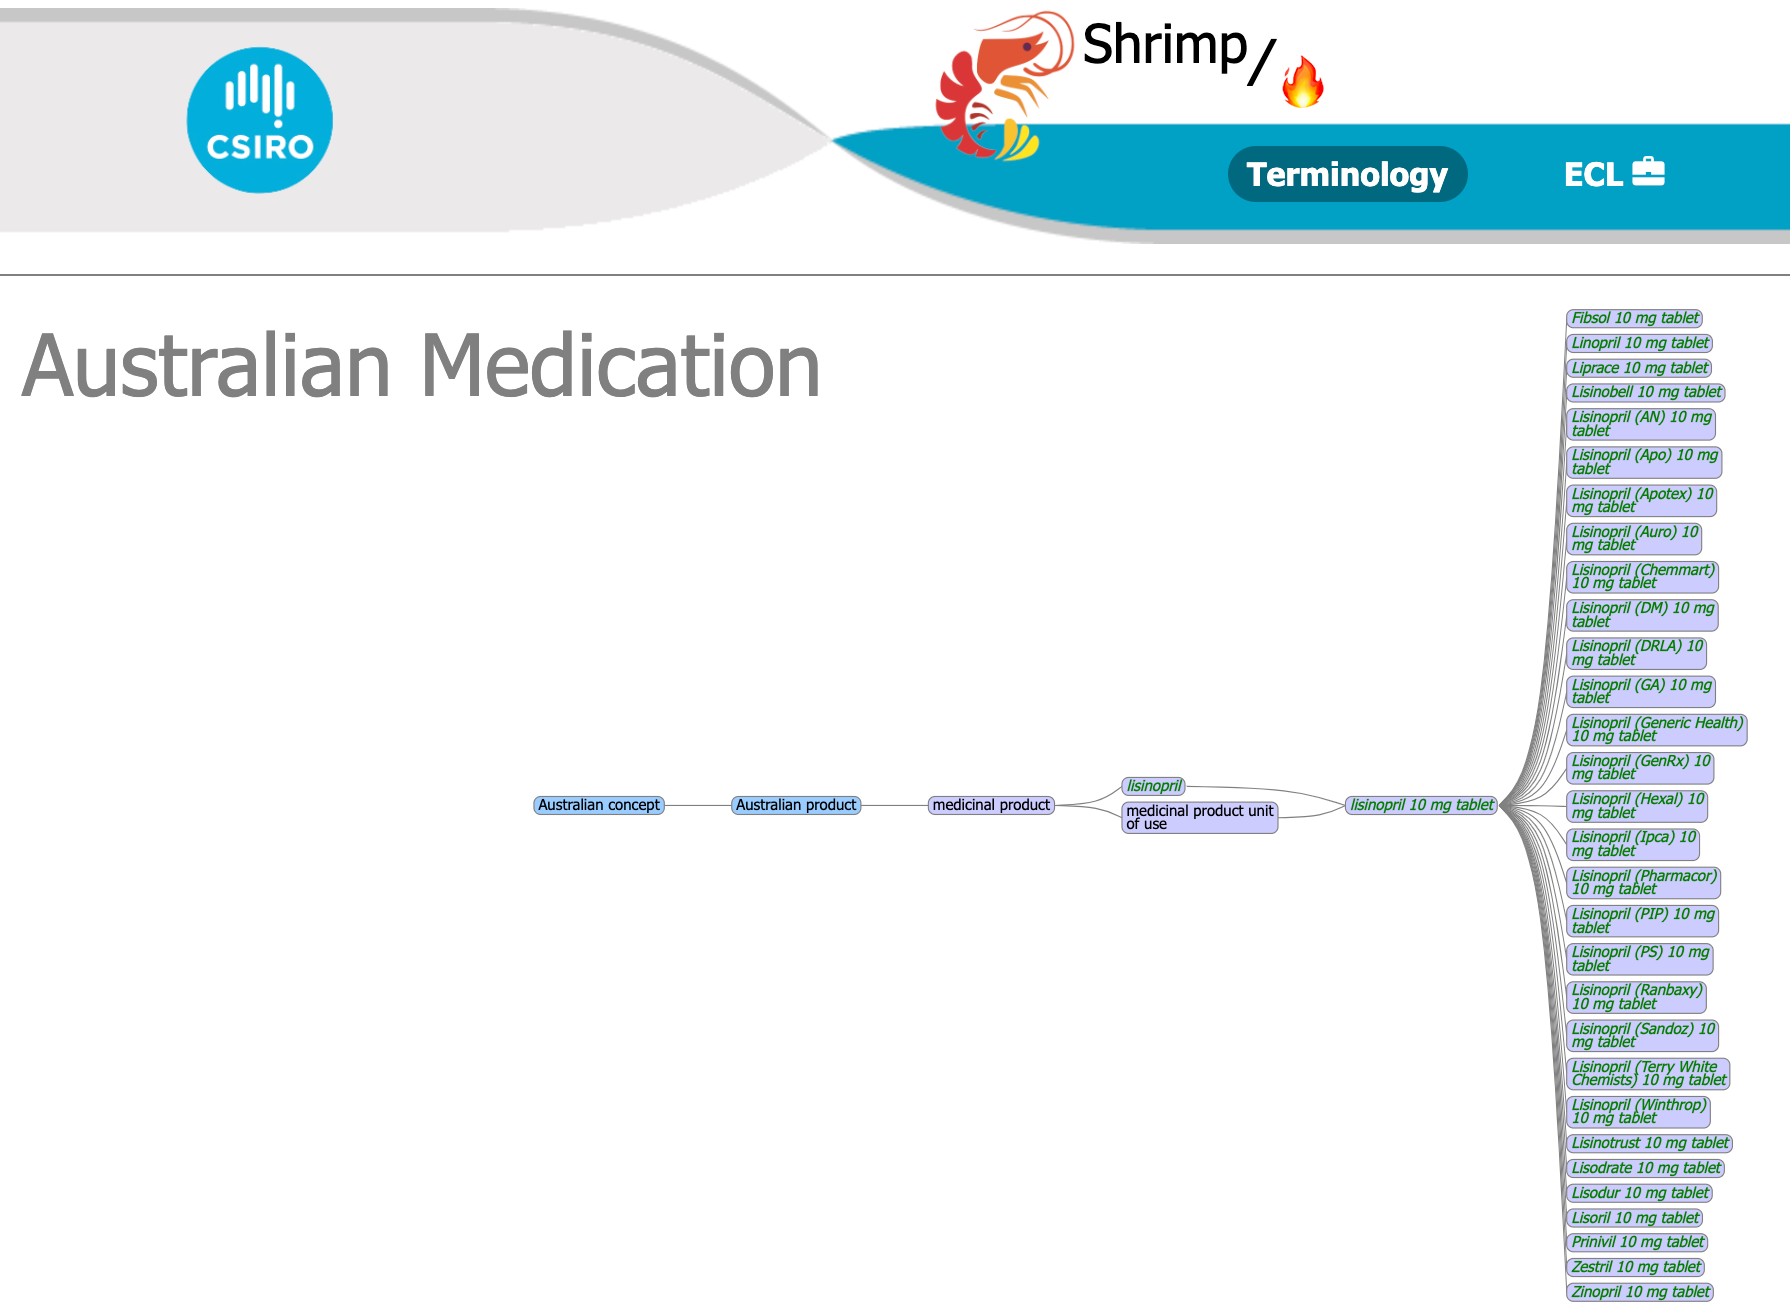 CSIRO
Shrimp/
Terminology
ECL
Australian Medication
Australian concept
Australian product
medicinal product
lisinopril
medicinal product unit
of use
lisinopril 10 mg tablet
Fibsol 10 mg tablet
Linopril 10 mg tablet
Liprace 10 mg tablet
Lisinobell 10 mg tablet
Lisinopril (AN) 10 mg
tablet
Lisinopril (Apo) 10 mg
tablet
Lisinopril (Apotex) 10
mg tablet
Lisinopril (Auro) 10
mg tablet
Lisinopril (Chemmart)
10 mg tablet
Lisinopril (DM) 10 mg
tablet
Lisinopril (DRLA) 10
mg tablet
Lisinopril (GA) 10 mg
tablet
Lisinopril (Generic Health)
10 mg tablet
Lisinopril (GenRx) 10
mg tablet
Lisinopril (Hexal) 10
mg tablet
Lisinopril (Ipca) 10
mg tablet
Lisinopril (Pharmacor)
10 mg tablet
Lisinopril (PIP) 10 mg
tablet
Lisinopril (PS) 10 mg
tablet
Lisinopril (Ranbaxy)
10 mg tablet
Lisinopril (Sandoz) 10
mg tablet
Lisinopril (Terry White
Chemists) 10 mg tablet
Lisinopril (Winthrop)
10 mg tablet
Lisinotrust 10 mg tablet
Lisodrate 10 mg tablet
Lisodur 10 mg tablet
Lisoril 10 mg tablet
Prinivil 10 mg tablet
Zestril 10 mg tablet
Zinopril 10 mg tablet